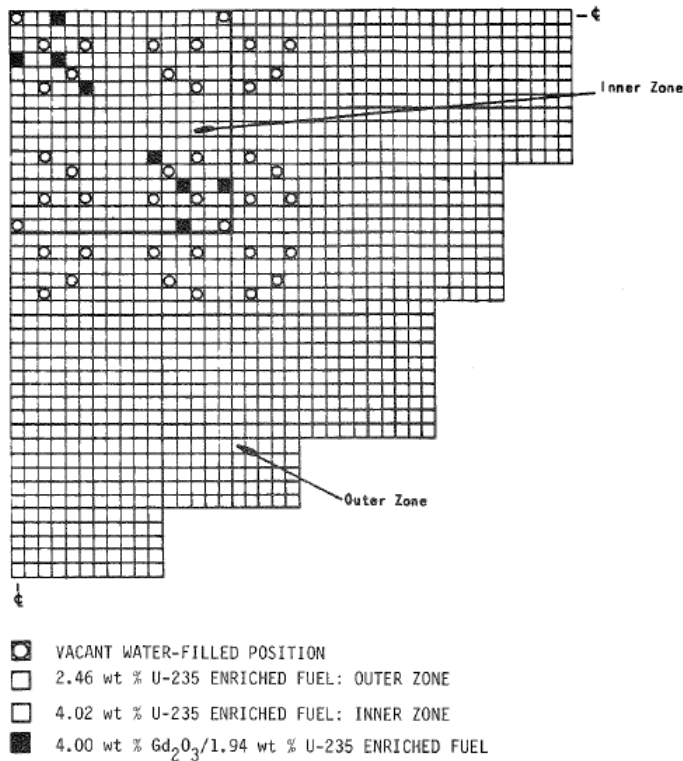 ℄
Inner Zone
Outer Zone
℄
VACANT WATER-FILLED POSITION
2.46 wt % U-235 ENRICHED FUEL: OUTER ZONE
4.02 wt % U-235 ENRICHED FUEL: INNER ZONE
4.00 wt % Gd₂O₃/1.94 wt % U-235 ENRICHED FUEL